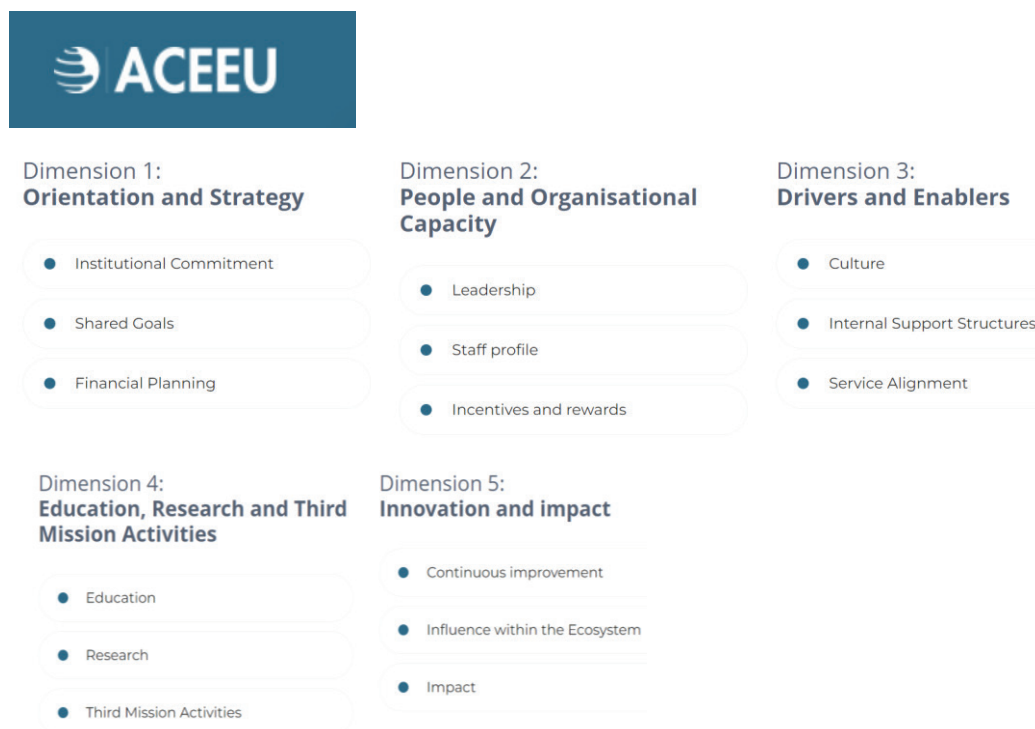 ACEEU
Dimension 1:
Orientation and Strategy
Institutional Commitment
Shared Goals
Financial Planning
Dimension 2:
People and Organisational
Capacity
Leadership
Staff profile
Incentives and rewards
Dimension 3:
Drivers and Enablers
Culture
Internal Support Structures
Service Alignment
Dimension 4:
Education, Research and Third
Mission Activities
Education
Research
Third Mission Activities
Dimension 5:
Innovation and impact
Continuous improvement
Influence within the Ecosystem
Impact